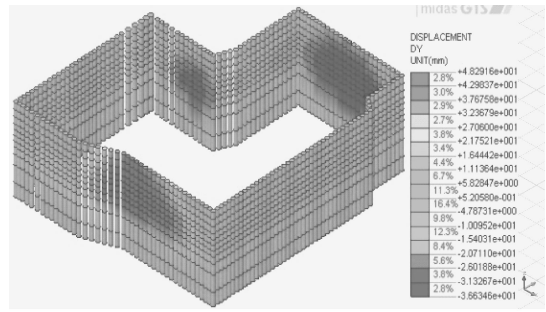 midas GTS
DISPLACEMENT
DY
UNIT(mm)
+4.82916e+001
2.8%
+4.29837e+001
3.0%
+3.76758e+001
2.9%
+3.23679e+001
2.7%
+2.70600e+001
3.8%
+2.17521e+001
3.4%
+1.64442e+001
4.4%
+1.11364e+001
6.7%
+5.82847e+000
11.3%
+5.20580e-001
16.4%
-4.78731e+000
9.8%
-1.00952e+001
12.3%
-1.54031e+001
8.4%
-2.07110e+001
5.6%
-2.60188e+001
3.8%
-3.13267e+001
2.8%
-3.66346e+001